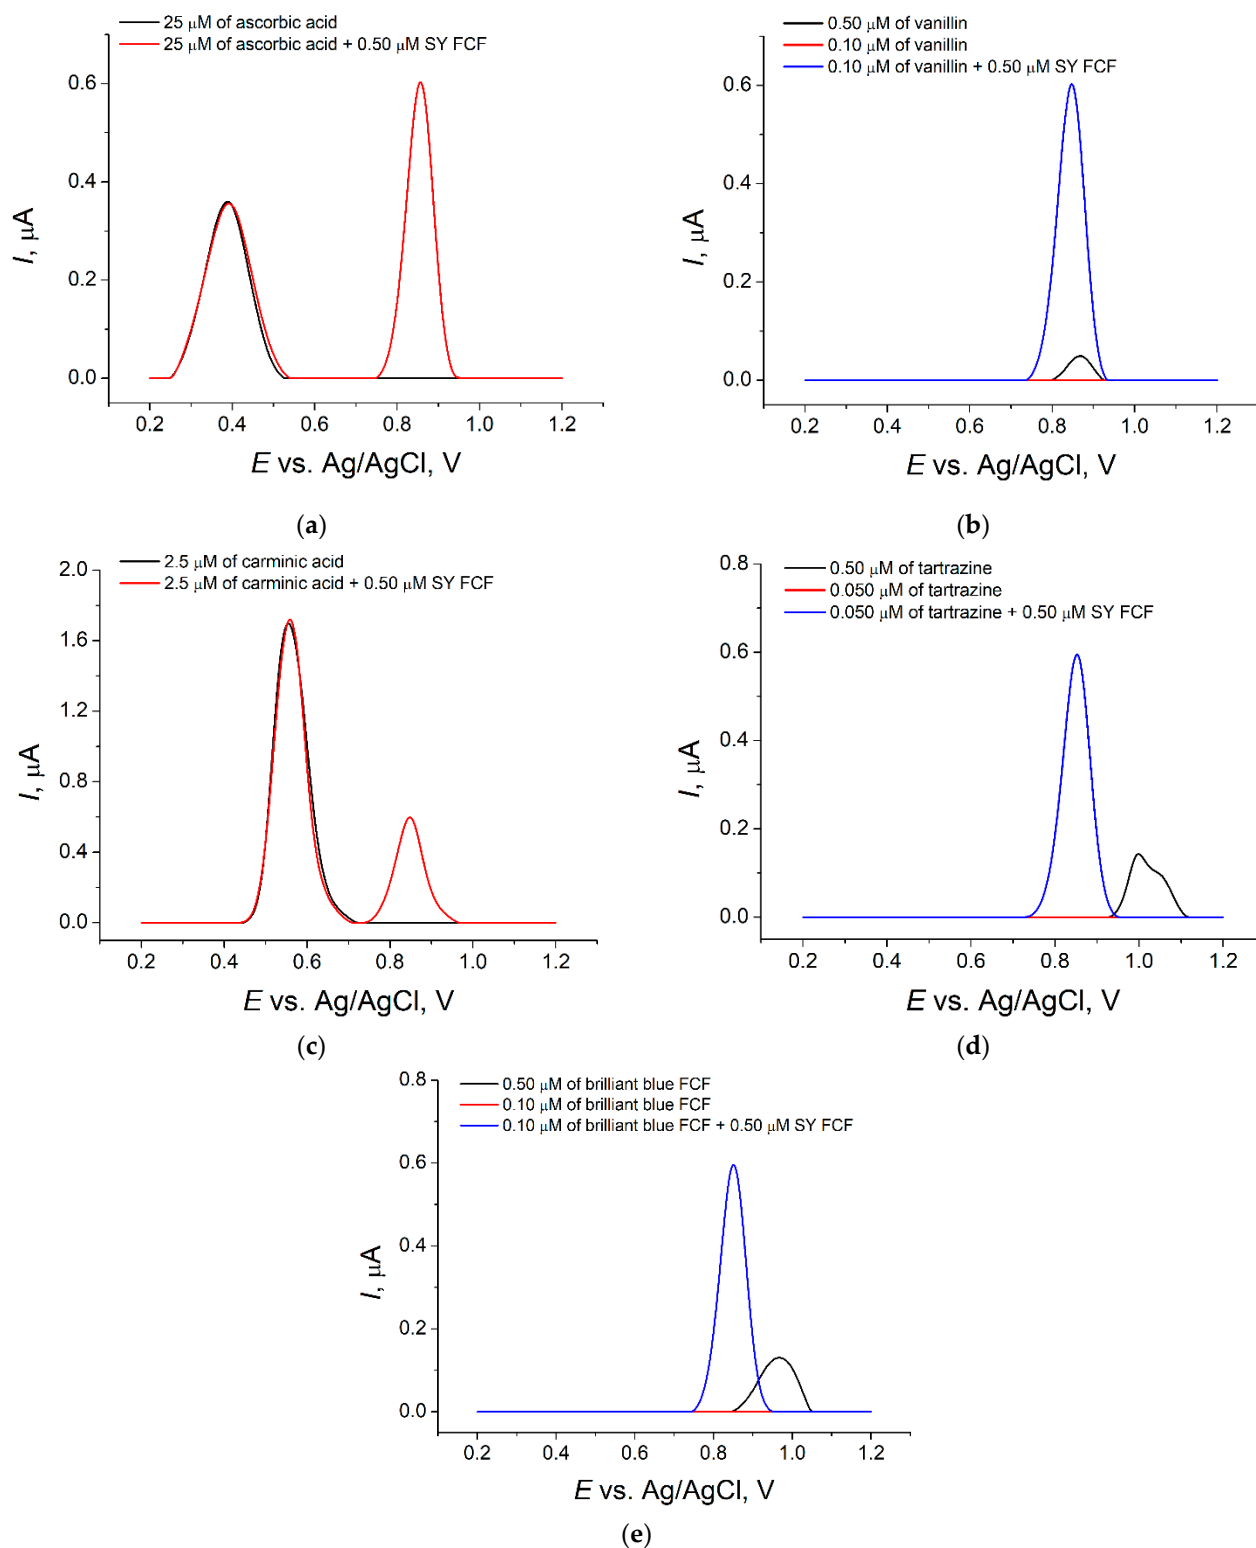 25 μM of ascorbic acid
25 μM of ascorbic acid + 0.50 μM SY FCF
0.6
0.4
0.2
0.0
I, μA
0.2 0.4 0.6 0.8 1.0 1.2
E vs. Ag/AgCl, V
(a)
0.50 μM of vanillin
0.10 μM of vanillin
0.10 μM of vanillin + 0.50 μM SY FCF
0.6
0.4
0.2
0.0
I, μA
0.2 0.4 0.6 0.8 1.0 1.2
E vs. Ag/AgCl, V
(b)
2.5 μM of carminic acid
2.5 μM of carminic acid + 0.50 μM SY FCF
2.0
1.6
1.2
0.8
0.4
0.0
I, μA
0.2 0.4 0.6 0.8 1.0 1.2
E vs. Ag/AgCl, V
(c)
0.50 μM of tartrazine
0.050 μM of tartrazine
0.050 μM of tartrazine + 0.50 μM SY FCF
0.8
0.6
0.4
0.2
0.0
I, μA
0.2 0.4 0.6 0.8 1.0 1.2
E vs. Ag/AgCl, V
(d)
0.50 μM of brilliant blue FCF
0.10 μM of brilliant blue FCF
0.10 μM of brilliant blue FCF + 0.50 μM SY FCF
0.8
0.6
0.4
0.2
0.0
I, μA
0.2 0.4 0.6 0.8 1.0 1.2
E vs. Ag/AgCl, V
(e)